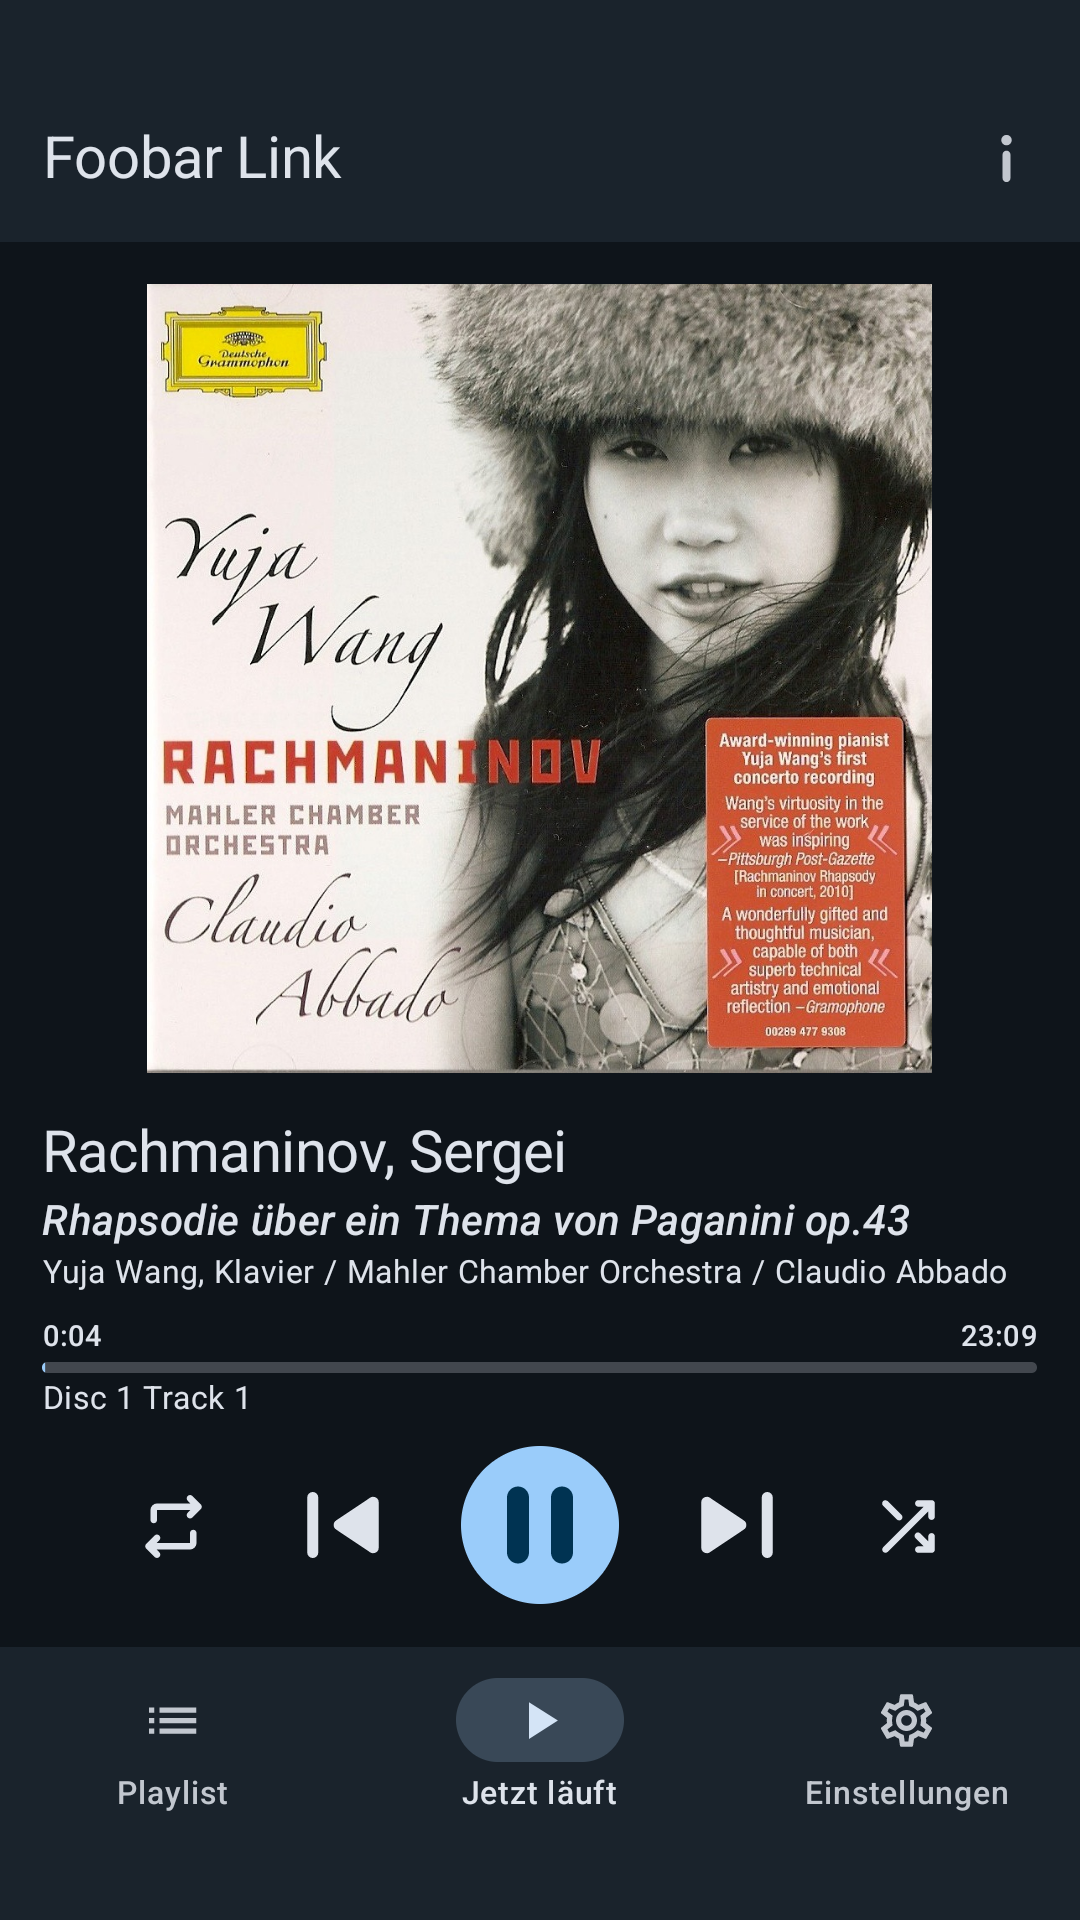 Foobar Link
Deutsche
Grammophon
Yuja
Wang
RACHMANINOV
MAHLER CHAMBER
ORCHESTRA
Claudio
Abbado
Award-winning pianist
Yuja Wang's first
concerto recording
Wang's virtuosity in the
service of the work
was inspiring
–Pittsburgh Post-Gazette
[Rachmaninov Rhapsody
in concert, 2010]
A wonderfully gifted and
thoughtful musician,
capable of both
superb technical
artistry and emotional
reflection –Gramophone
00289 477 9308
Rachmaninov, Sergei
Rhapsodie über ein Thema von Paganini op.43
Yuja Wang, Klavier / Mahler Chamber Orchestra / Claudio Abbado
0:04 23:09
Disc 1 Track 1
Playlist Jetzt läuft Einstellungen